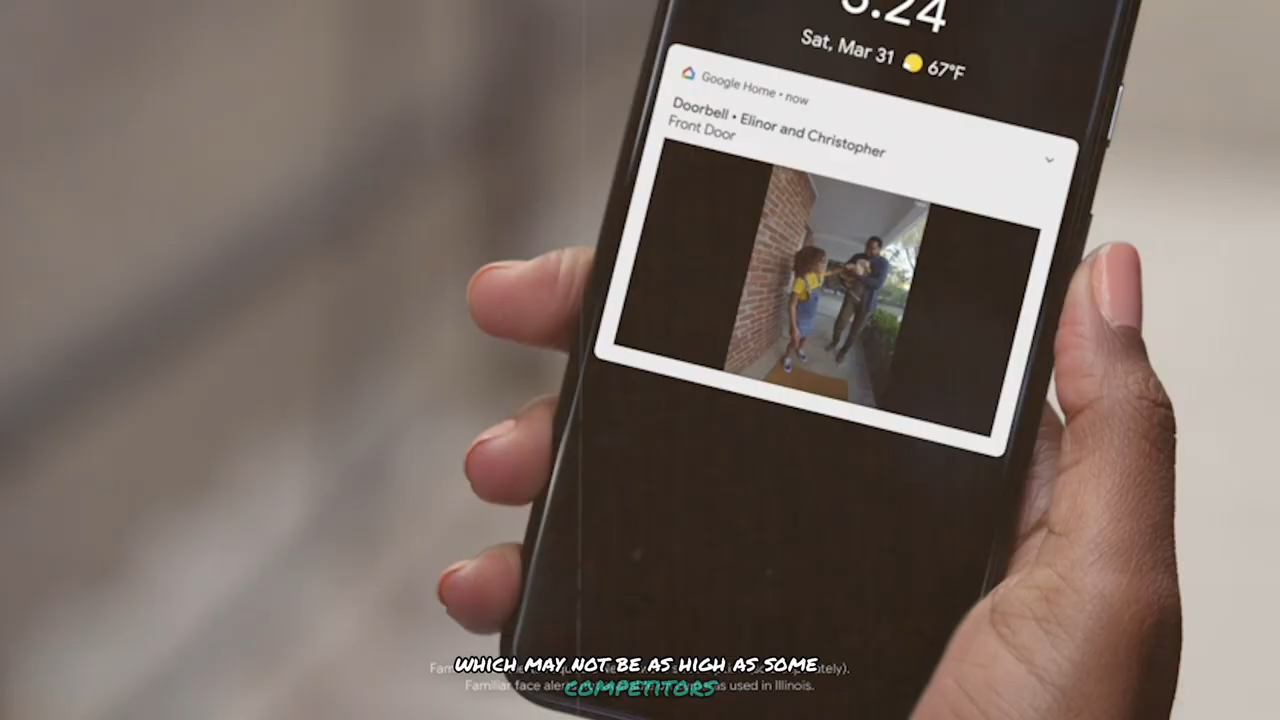 Sat, Mar 31 67°F
Google Home • now
Doorbell • Elinor and Christopher
Front Door
WHICH MAY NOT BE AS HIGH AS SOME
COMPETITORS
Familiar face alerts as used in Illinois.